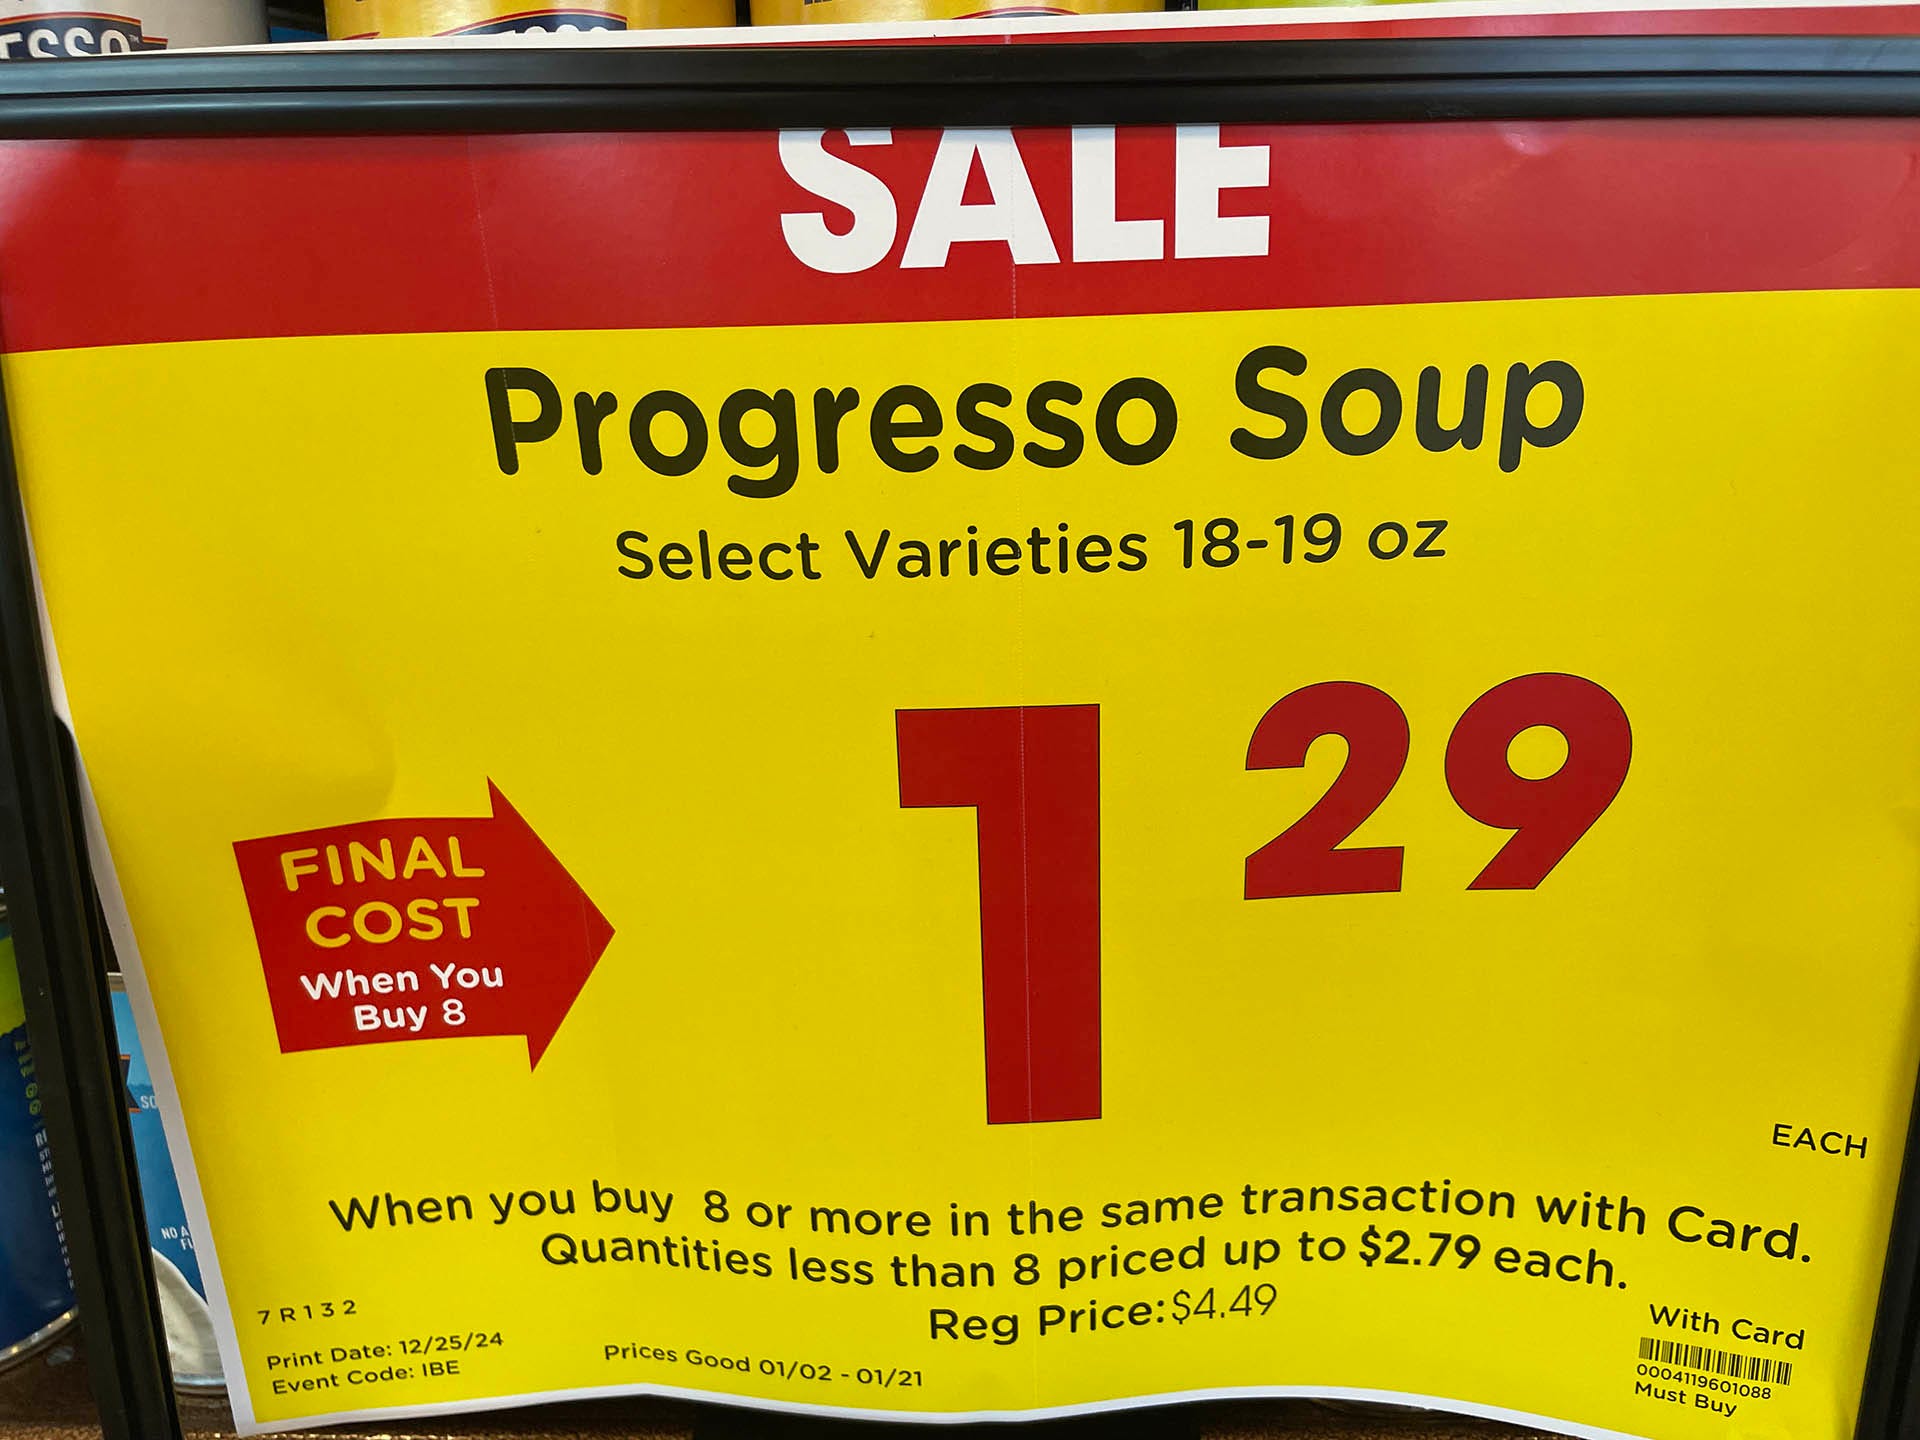 ESSO™
SALE
Progresso Soup
Select Varieties 18-19 oz
1 29
FINAL
COST
When You
Buy 8
EACH
When you buy 8 or more in the same transaction with Card.
Quantities less than 8 priced up to $2.79 each.
Reg Price: $4.49
7R132
Print Date: 12/25/24
Event Code: IBE
Prices Good 01/02 - 01/21
With Card
0004119601088
Must Buy